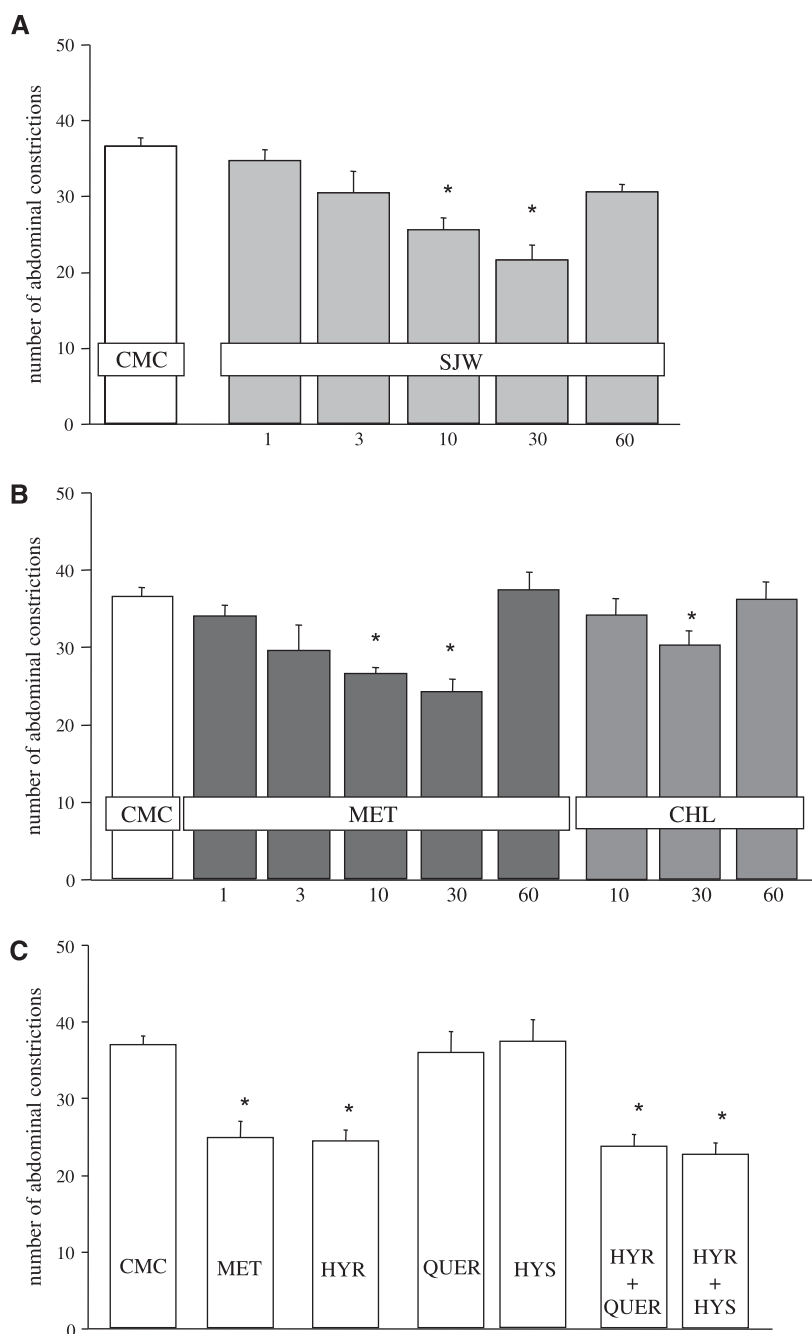 A
number of abdominal constrictions
50
40
30
20
10
0
* *
CMC SJW
1 3 10 30 60
B
number of abdominal constrictions
50
40
30
20
10
0
* * *
CMC MET CHL
1 3 10 30 60 10 30 60
C
number of abdominal constrictions
50
40
30
20
10
0
* * * *
CMC MET HYR QUER HYS
HYR
+
QUER
HYR
+
HYS